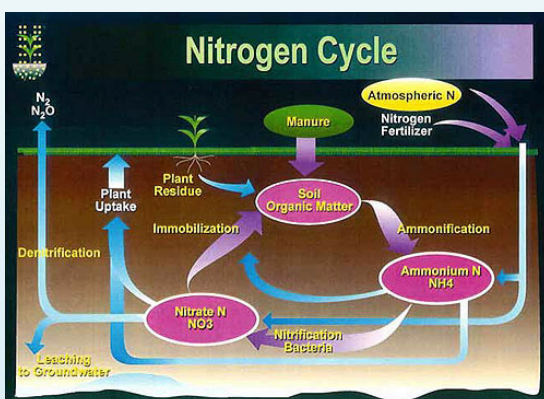 Nitrogen Cycle
N2
N2O
Atmospheric N
Nitrogen
Fertilizer
Manure
Plant
Residue
Plant
Uptake
Soil
Organic Matter
Immobilization
Ammonification
Denitrification
Ammonium N
NH4
Nitrate N
NO3
Nitrification
Bacteria
Leaching
to Groundwater